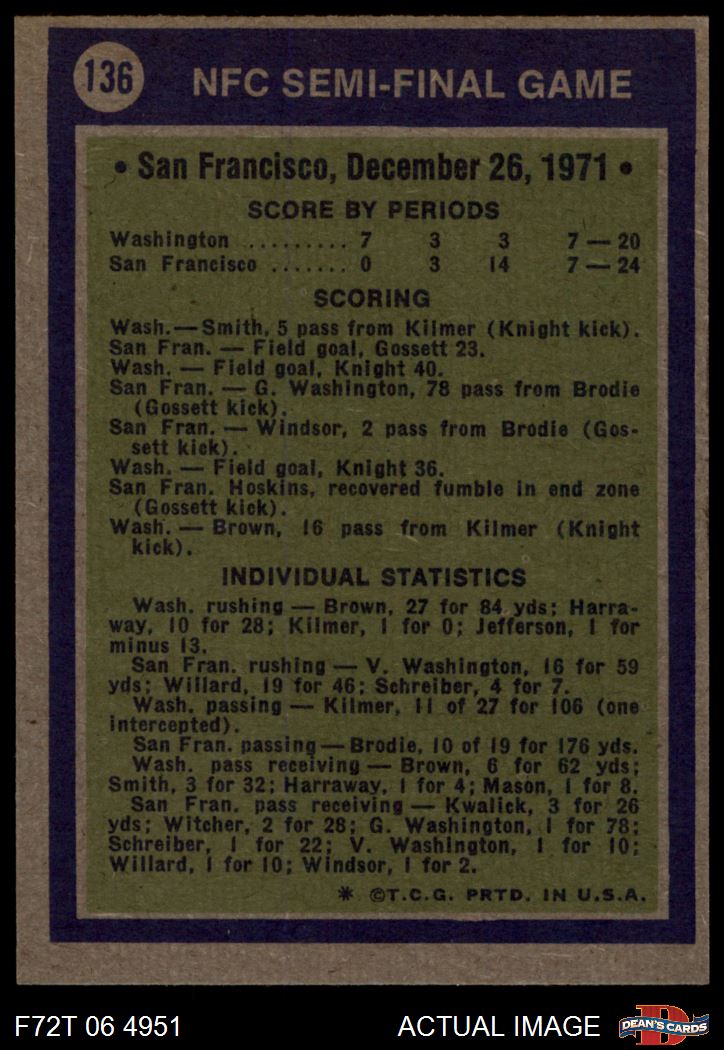 136
NFC SEMI-FINAL GAME
• San Francisco, December 26, 1971 •
SCORE BY PERIODS
Washington .......... 7 3 3 7 — 20
San Francisco ....... 0 3 14 7 — 24
SCORING
Wash.—Smith, 5 pass from Kilmer (Knight kick).
San Fran. — Field goal, Gossett 23.
Wash. — Field goal, Knight 40.
San Fran. — G. Washington, 78 pass from Brodie
(Gossett kick).
San Fran. — Windsor, 2 pass from Brodie (Gos-
sett kick).
Wash. — Field goal, Knight 36.
San Fran. Hoskins, recovered fumble in end zone
(Gossett kick).
Wash. — Brown, 16 pass from Kilmer (Knight
kick).
INDIVIDUAL STATISTICS
Wash. rushing — Brown, 27 for 84 yds; Harra-
way, 10 for 28; Kilmer, 1 for 0; Jefferson, 1 for
minus 13.
San Fran. rushing — V. Washington, 16 for 59
yds; Willard, 19 for 46; Schreiber, 4 for 7.
Wash. passing — Kilmer, 11 of 27 for 106 (one
intercepted).
San Fran. passing—Brodie, 10 of 19 for 176 yds.
Wash. pass receiving — Brown, 6 for 62 yds;
Smith, 3 for 32; Harraway, 1 for 4; Mason, 1 for 8.
San Fran. pass receiving — Kwalick, 3 for 26
yds; Witcher, 2 for 28; G. Washington, 1 for 78;
Schreiber, 1 for 22; V. Washington, 1 for 10;
Willard, 1 for 10; Windsor, 1 for 2.
* ©T.C.G. PRTD. IN U.S.A.
F72T 06 4951
ACTUAL IMAGE
D
DEAN'S CARDS